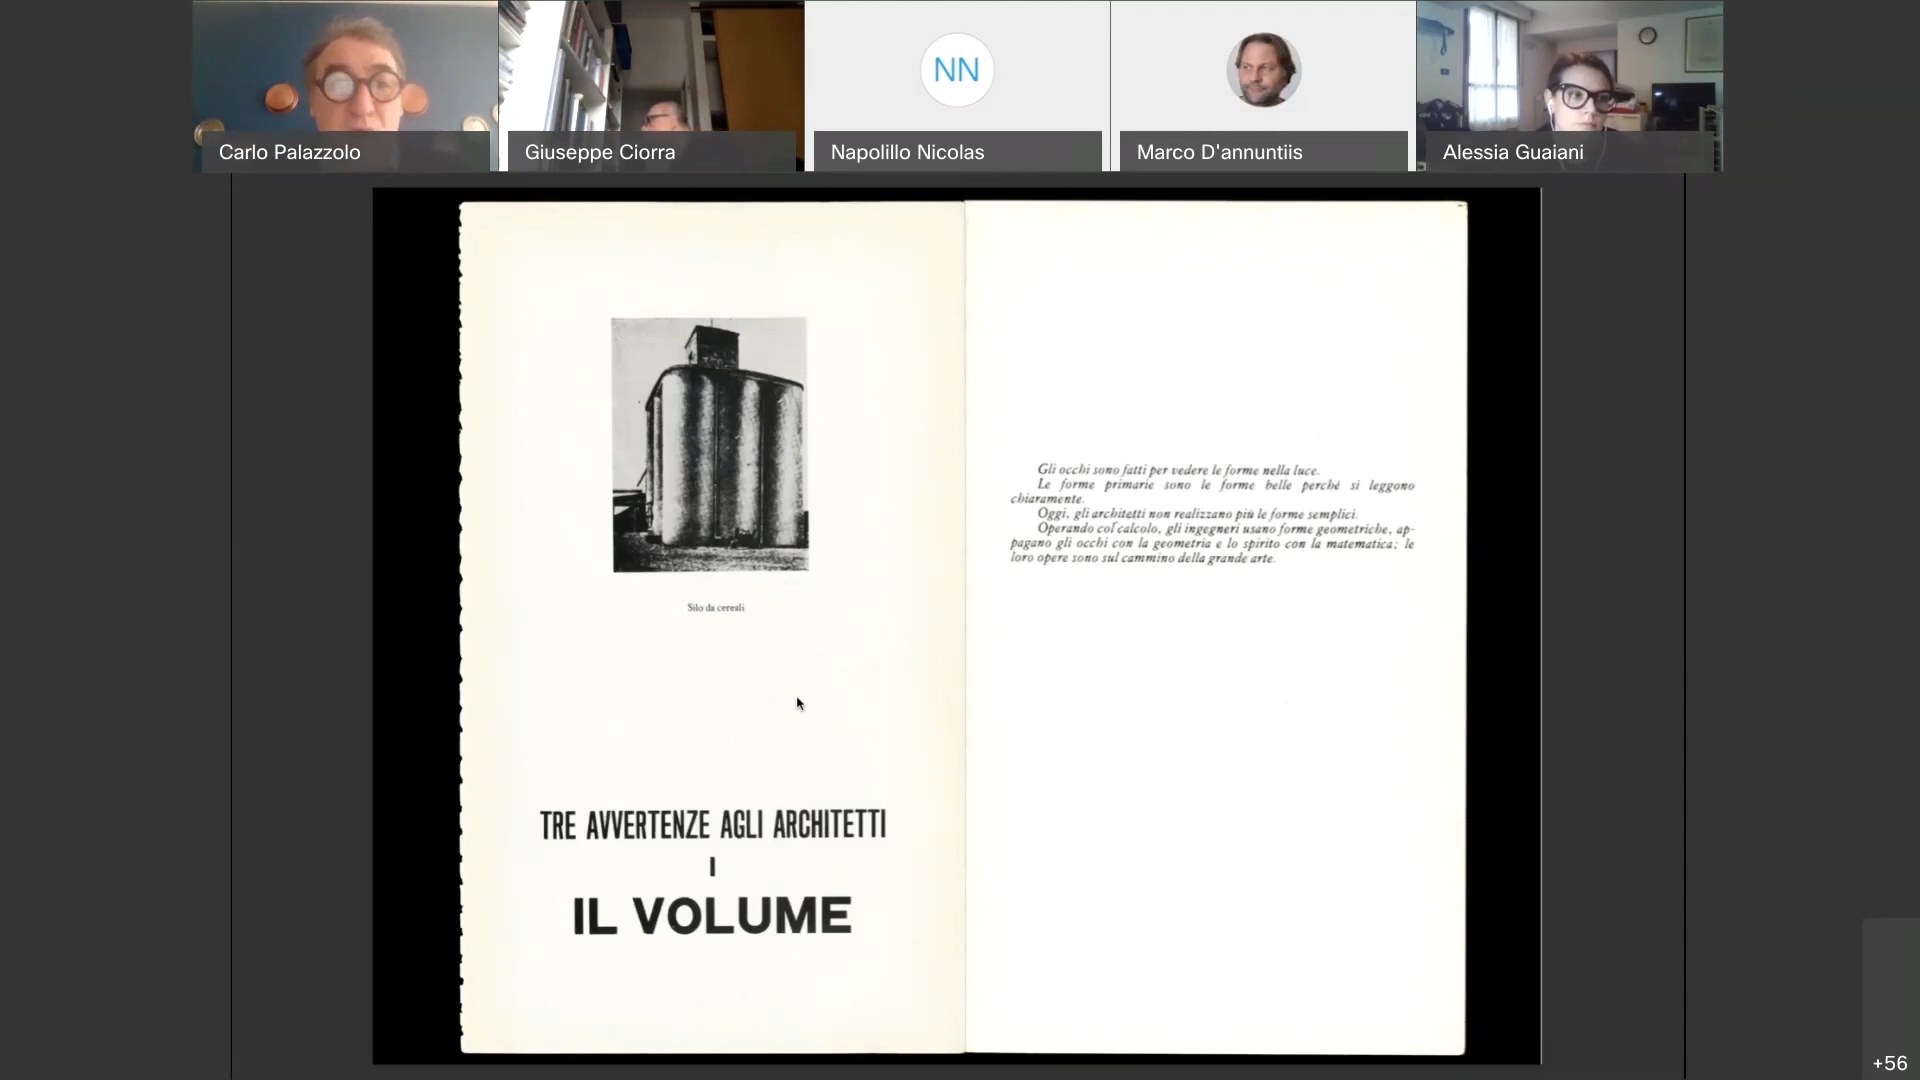 Carlo Palazzolo
Giuseppe Ciorra
NN
Napolillo Nicolas
Marco D'annuntiis
Alessia Guaiani
Silo da cereali
TRE AVVERTENZE AGLI ARCHITETTI
I
IL VOLUME
Gli occhi sono fatti per vedere le forme nella luce.
Le forme primarie sono le forme belle perché si leggono
chiaramente.
Oggi, gli architetti non realizzano più le forme semplici.
Operando col calcolo, gli ingegneri usano forme geometriche, ap-
pagano gli occhi con la geometria e lo spirito con la matematica; le
loro opere sono sul cammino della grande arte.
+56